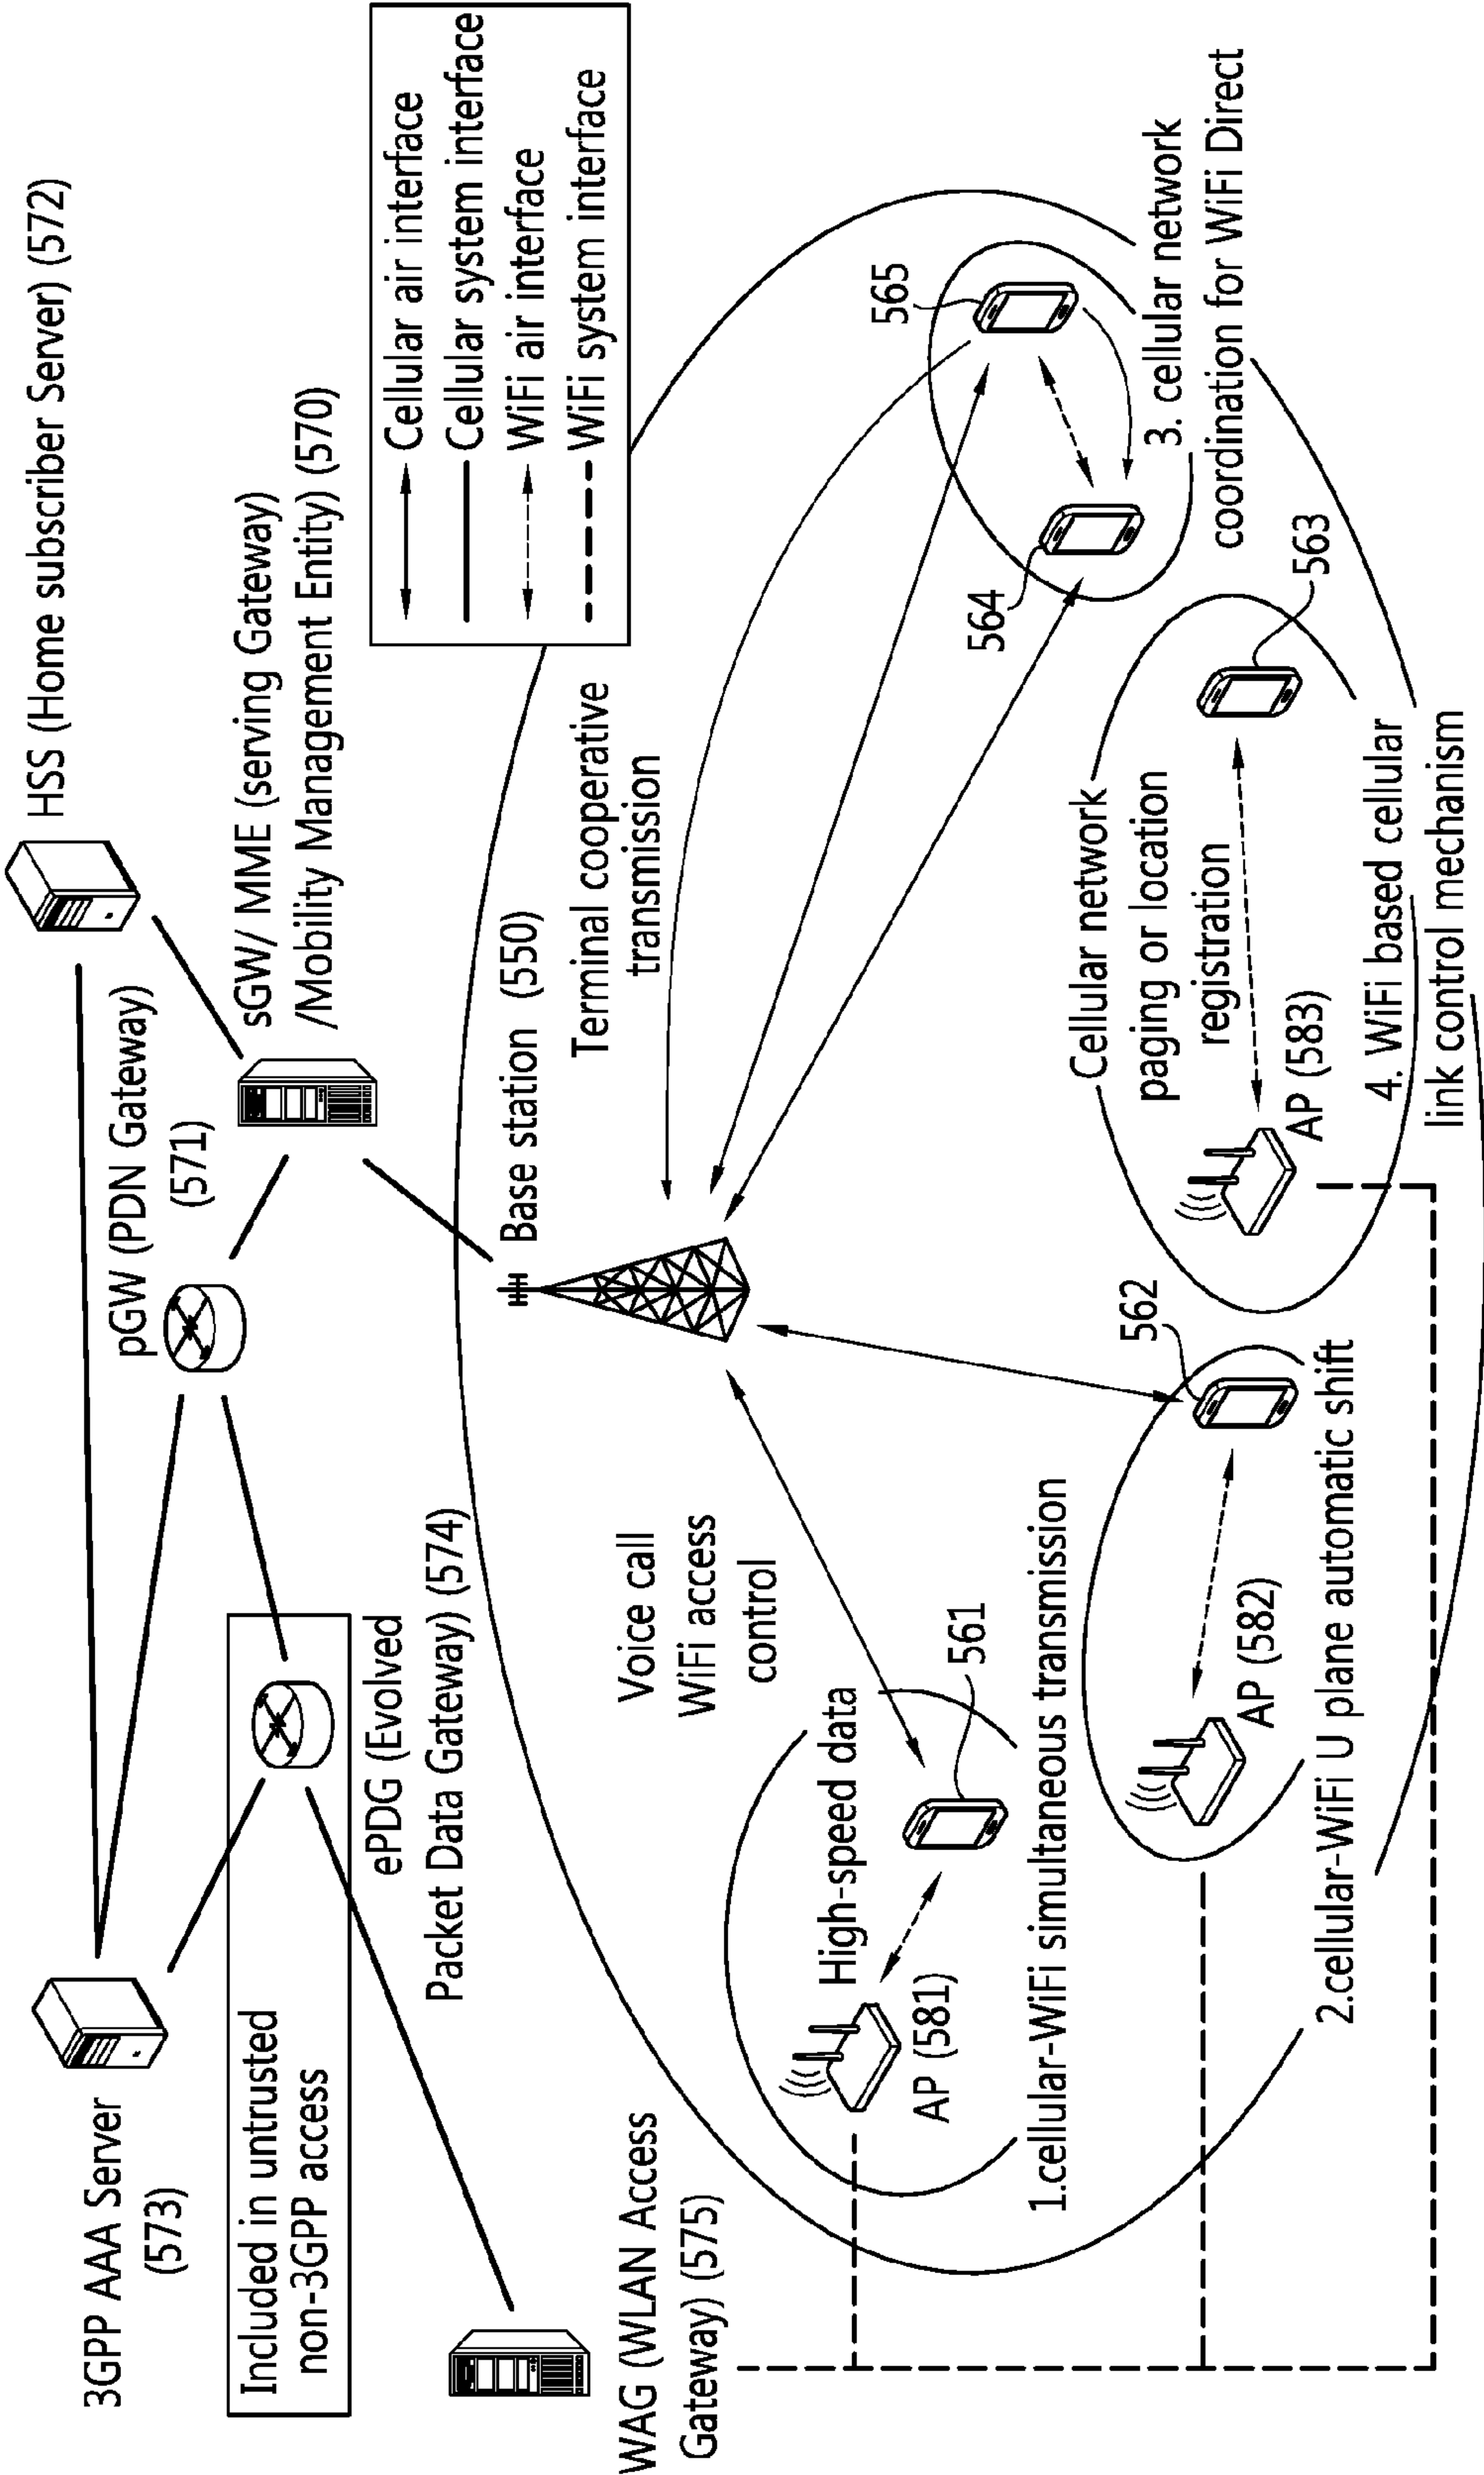 HSS (Home subscriber Server) (572)
3GPP AAA Server
(573)
pGW (PDN Gateway)
(571)
sGW/ MME (serving Gateway)
/Mobility Management Entity) (570)
Included in untrusted
non-3GPP access
ePDG (Evolved
Packet Data Gateway) (574)
Cellular air interface
Cellular system interface
WiFi air interface
WiFi system interface
WAG (WLAN Access
Gateway) (575)
Base station (550)
Terminal cooperative
transmission
Voice call
WiFi access
control
High-speed data
561
AP (581)
1.cellular-WiFi simultaneous transmission
562
AP (582)
2.cellular-WiFi U plane automatic shift
565
564
3. cellular network
coordination for WiFi Direct
Cellular network
paging or location
registration
563
AP (583)
4. WiFi based cellular
link control mechanism